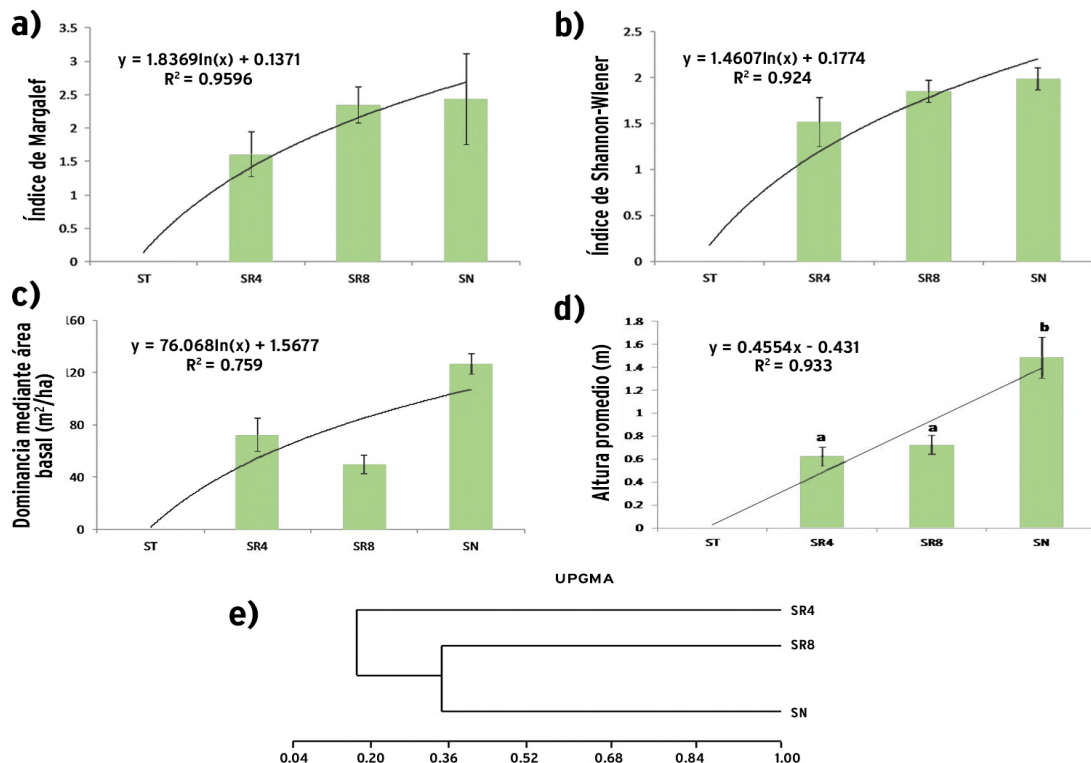 a)
y = 1.8369ln(x) + 0.1371
R² = 0.9596
Índice de Margalef
3.5
3
2.5
2
1.5
1
0.5
0
ST SR4 SR8 SN
b)
y = 1.4607ln(x) + 0.1774
R² = 0.924
Índice de Shannon-WIener
2.5
2
1.5
1
0.5
0
ST SR4 SR8 SN
c)
y = 76.068ln(x) + 1.5677
R² = 0.759
Dominancia mediante área
basal (m²/ha)
160
120
80
40
0
ST SR4 SR8 SN
d)
y = 0.4554x - 0.431
R² = 0.933
Altura promedio (m)
1.8
1.6
1.4
1.2
1
0.8
0.6
0.4
0.2
0
a a b
ST SR4 SR8 SN
UPGMA
e)
SR4
SR8
SN
0.04 0.20 0.36 0.52 0.68 0.84 1.00